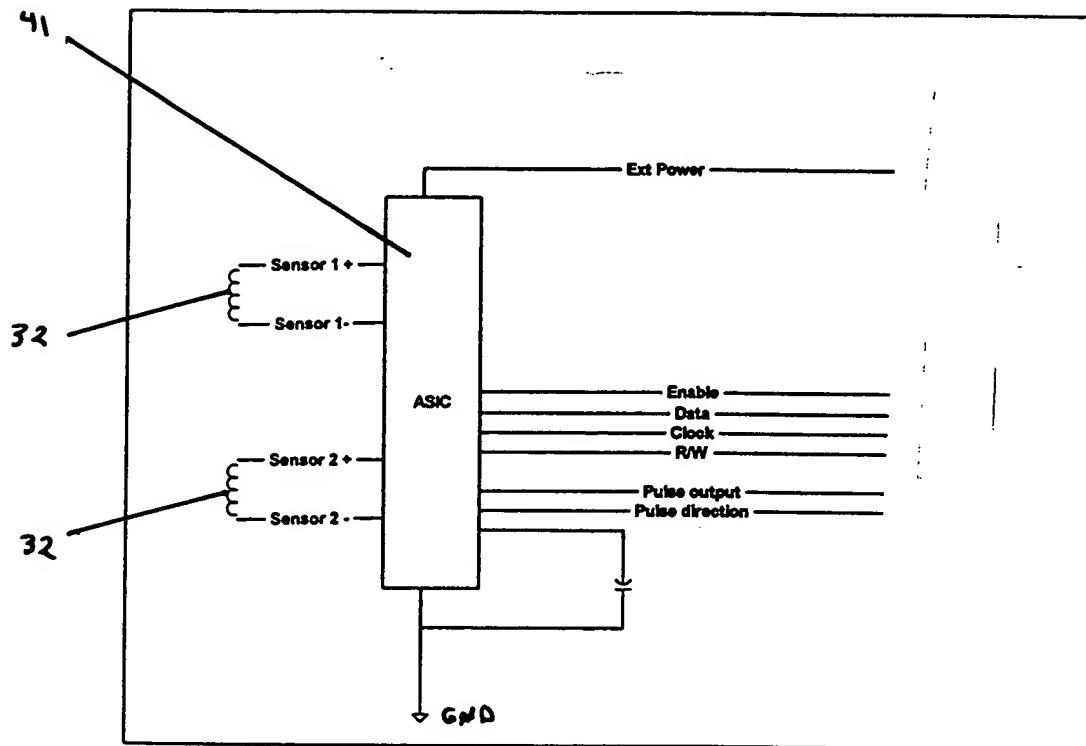 41
Ext Power
Sensor 1 +
32
Sensor 1-
Enable
ASIC
Data
Clock
R/W
Sensor 2 +
Pulse output
Pulse direction
Sensor 2 -
32
GND